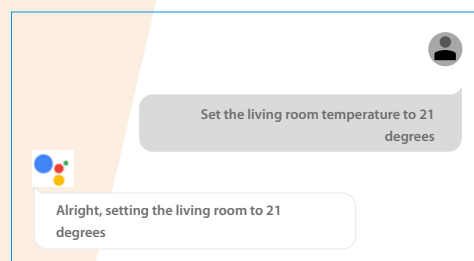 Set the living room temperature to 21
degrees
Alright, setting the living room to 21
degrees